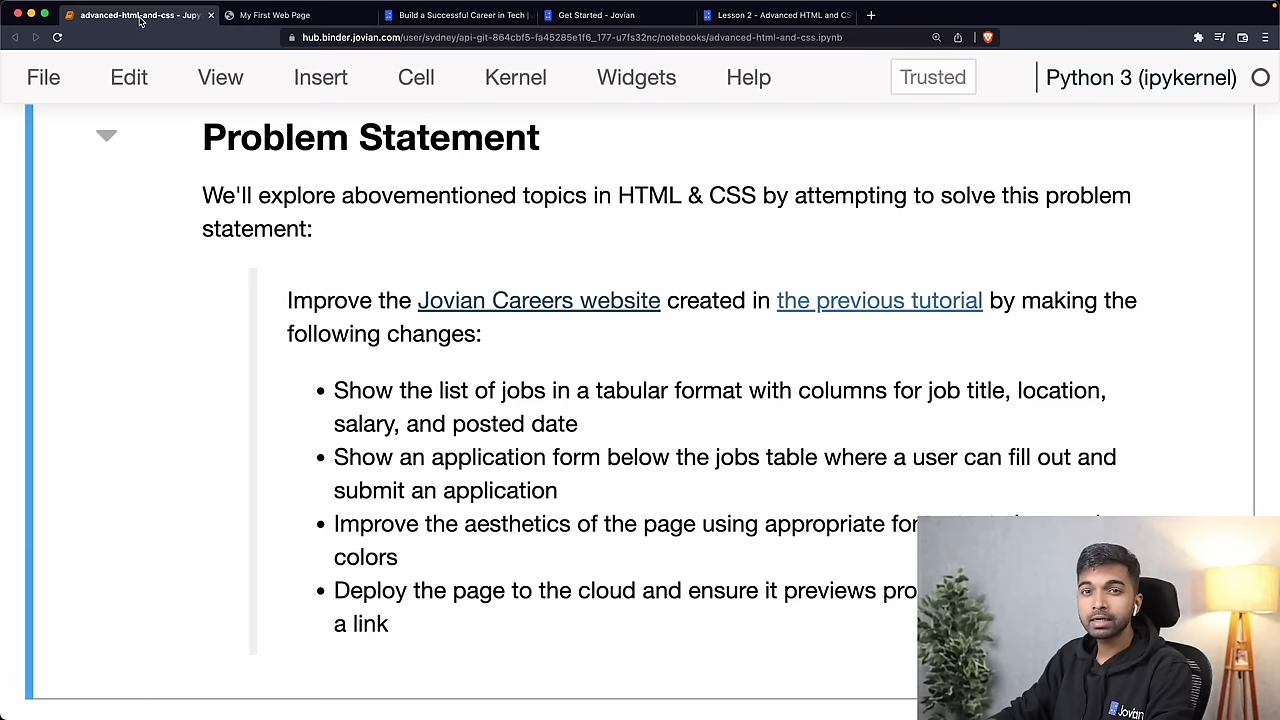 advanced-html-and-css - Jupy
My First Web Page
Build a Successful Career in Tech |
Get Started - Jovian
Lesson 2 - Advanced HTML and CS
hub.binder.jovian.com/user/sydney/api-git-864cbf5-fa45285e1f6_177-u7fs32nc/notebooks/advanced-html-and-css.ipynb
File Edit View Insert Cell Kernel Widgets Help Trusted Python 3 (ipykernel)
Problem Statement
We'll explore abovementioned topics in HTML & CSS by attempting to solve this problem
statement:
Improve the Jovian Careers website created in the previous tutorial by making the
following changes:
• Show the list of jobs in a tabular format with columns for job title, location,
salary, and posted date
• Show an application form below the jobs table where a user can fill out and
submit an application
• Improve the aesthetics of the page using appropriate
colors
• Deploy the page to the cloud and ensure it previews
a link
Jovian